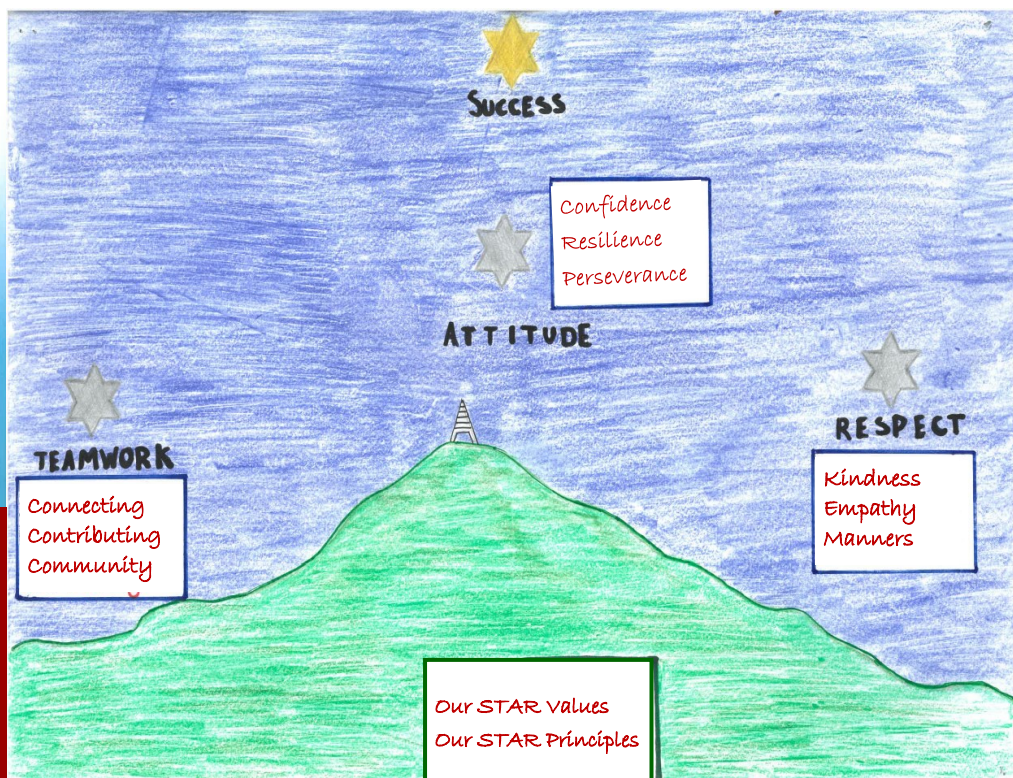 SUCCESS
Confidence
Resilience
Perseverance
ATTITUDE
RESPECT
TEAMWORK
Kindness
Empathy
Manners
Connecting
Contributing
Community
Our STAR Values
Our STAR Principles